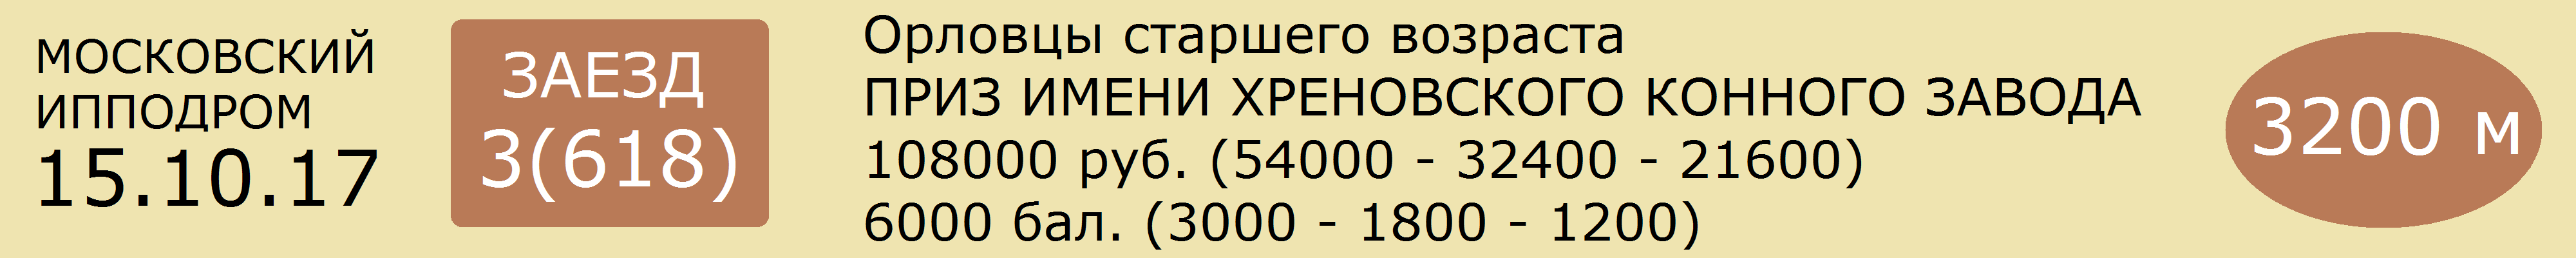 МОСКОВСКИЙ
ИППОДРОМ
15.10.17
ЗАЕЗД
3(618)
Орловцы старшего возраста
ПРИЗ ИМЕНИ ХРЕНОВСКОГО КОННОГО ЗАВОДА
108000 руб. (54000 - 32400 - 21600)
6000 бал. (3000 - 1800 - 1200)
3200 м